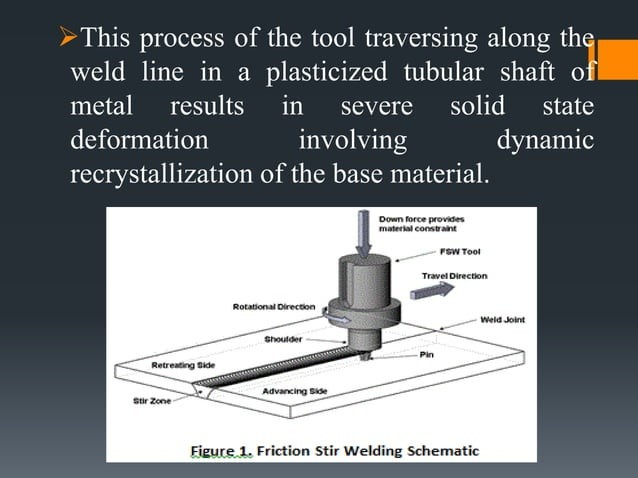 ➢This process of the tool traversing along the
weld line in a plasticized tubular shaft of
metal results in severe solid state
deformation involving dynamic
recrystallization of the base material.
Down force provides
material constraint
FSW Tool
Travel Direction
Rotational Direction
Weld Joint
Shoulder
Pin
Retreating Side
Advancing Side
Stir Zone
Figure 1. Friction Stir Welding Schematic